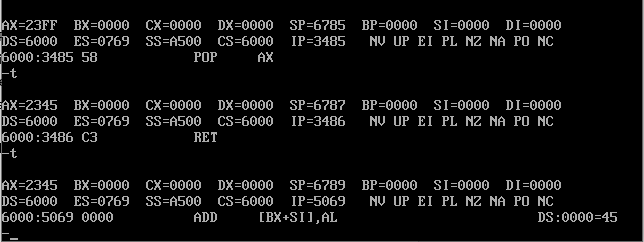 AX=23FF BX=0000 CX=0000 DX=0000 SP=6785 BP=0000 SI=0000 DI=0000
DS=6000 ES=0769 SS=A500 CS=6000 IP=3485 NV UP EI PL NZ NA PO NC
6000:3485 58 POP AX
-t
AX=2345 BX=0000 CX=0000 DX=0000 SP=6787 BP=0000 SI=0000 DI=0000
DS=6000 ES=0769 SS=A500 CS=6000 IP=3486 NV UP EI PL NZ NA PO NC
6000:3486 C3 RET
-t
AX=2345 BX=0000 CX=0000 DX=0000 SP=6789 BP=0000 SI=0000 DI=0000
DS=6000 ES=0769 SS=A500 CS=6000 IP=5069 NV UP EI PL NZ NA PO NC
6000:5069 0000 ADD [BX+SI],AL DS:0000=45
-